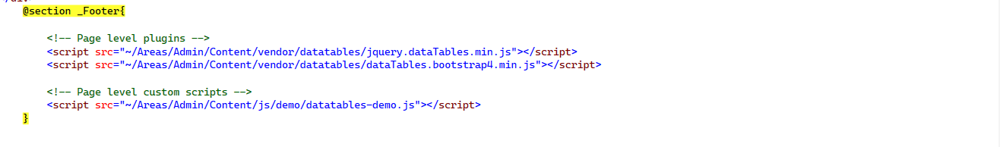 @section _Footer{
<!-- Page level plugins -->
<script src="~/Areas/Admin/Content/vendor/datatables/jquery.dataTables.min.js"></script>
<script src="~/Areas/Admin/Content/vendor/datatables/dataTables.bootstrap4.min.js"></script>
<!-- Page level custom scripts -->
<script src="~/Areas/Admin/Content/js/demo/datatables-demo.js"></script>
}